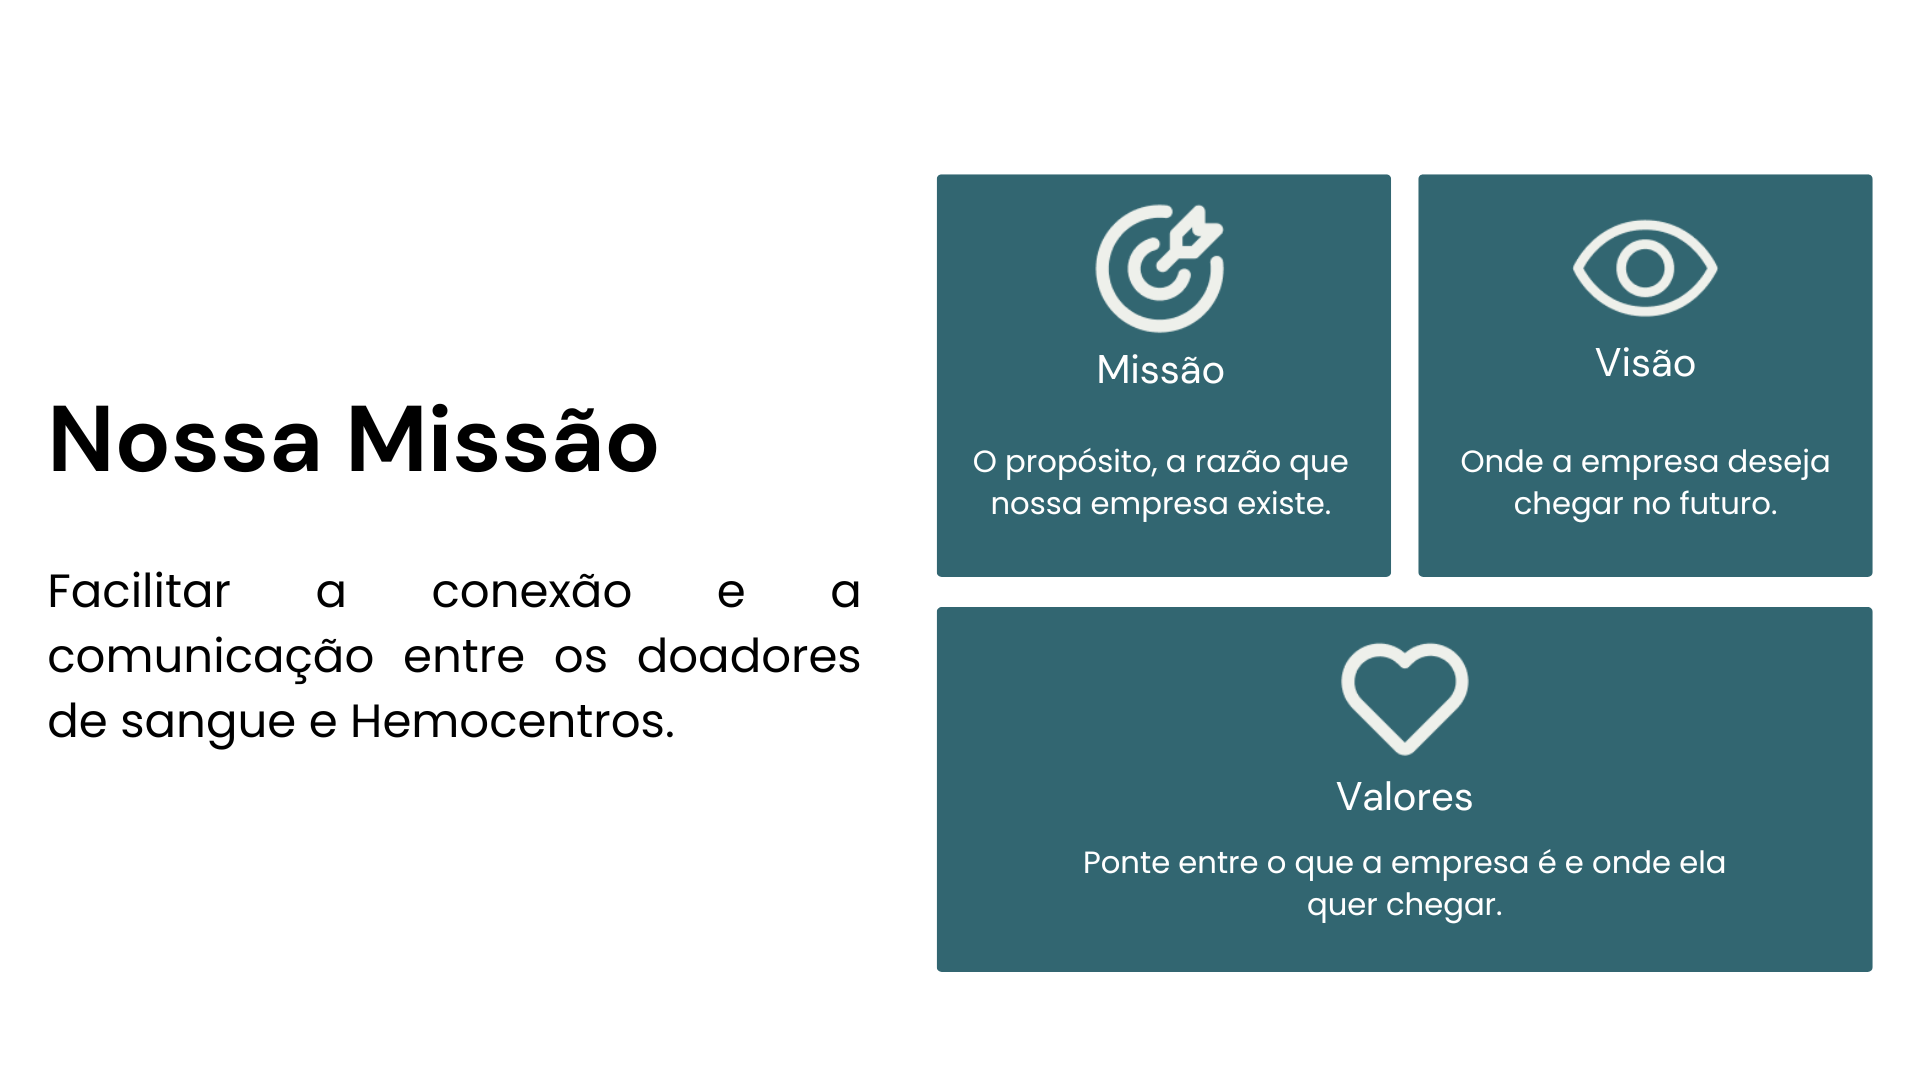 Nossa Missão
Facilitar a conexão e a
comunicação entre os doadores
de sangue e Hemocentros.
Missão
O propósito, a razão que
nossa empresa existe.
Visão
Onde a empresa deseja
chegar no futuro.
Valores
Ponte entre o que a empresa é e onde ela
quer chegar.